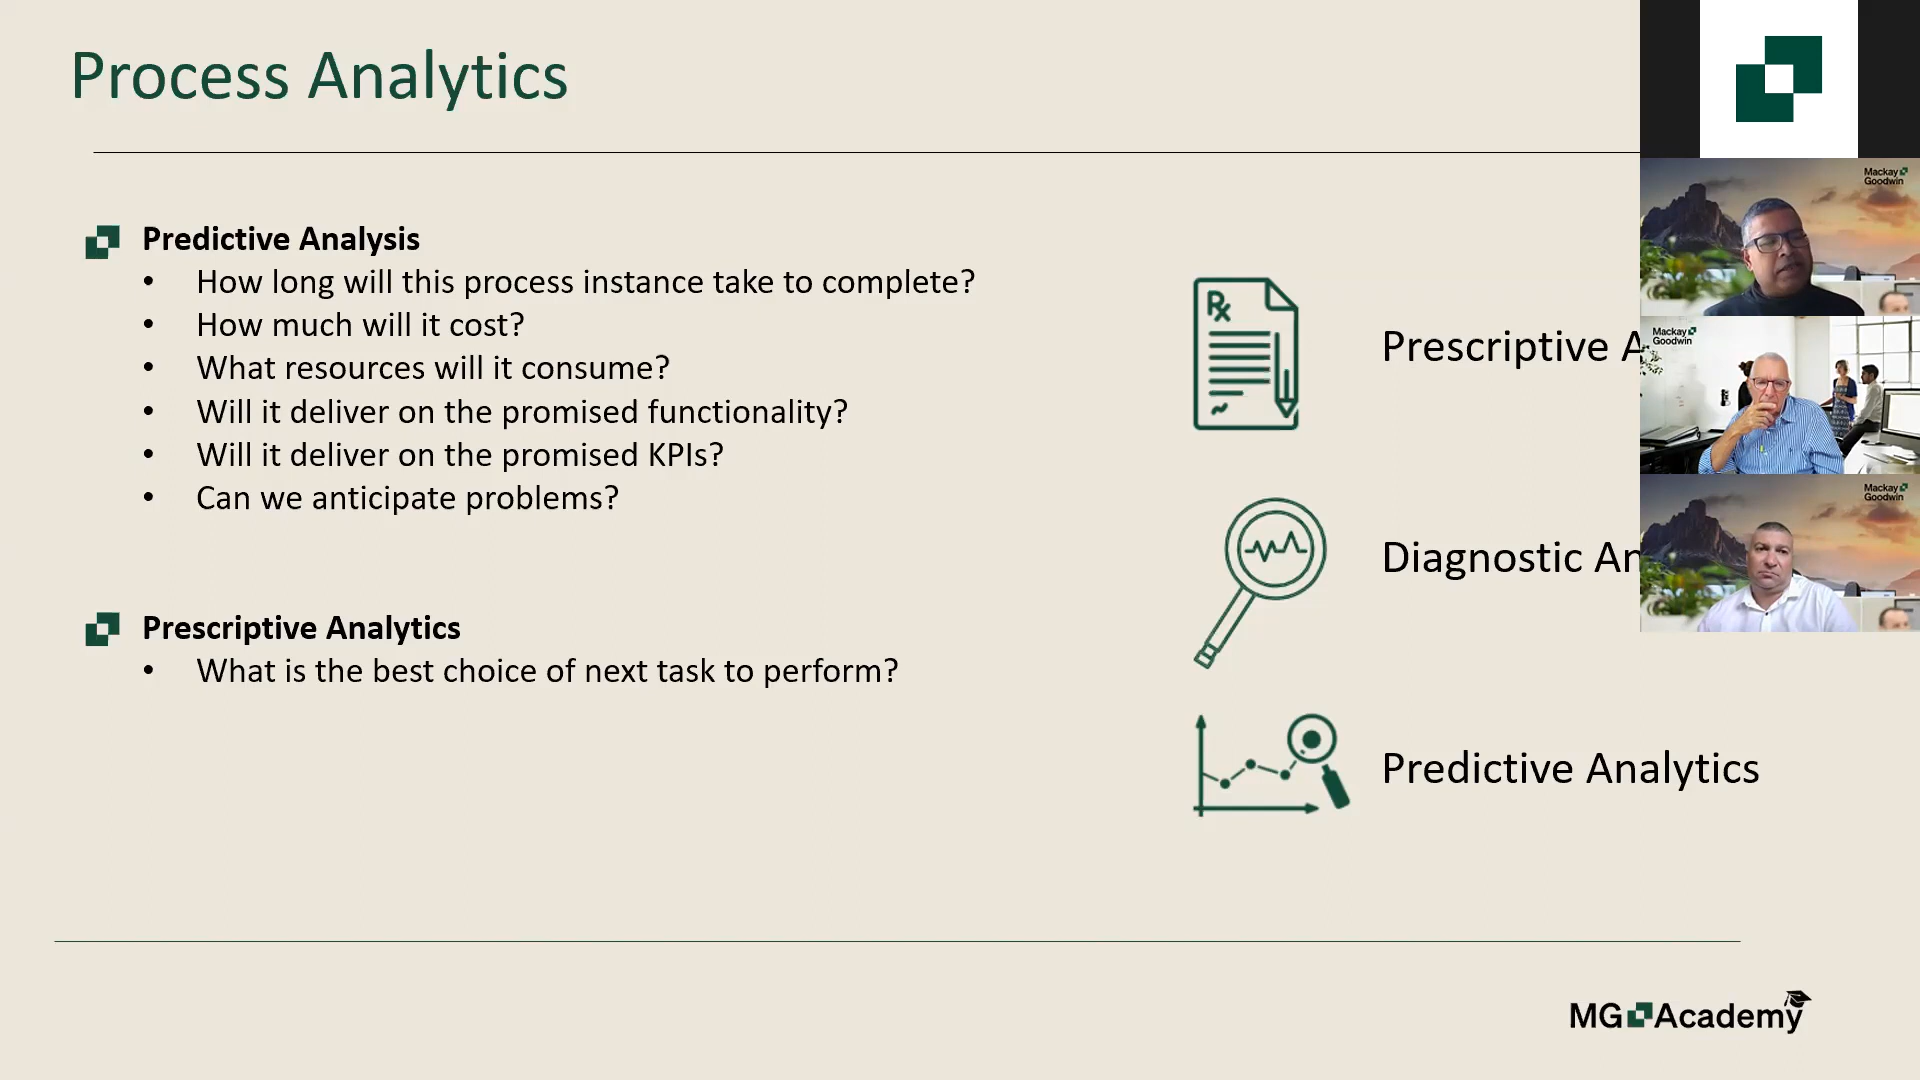 Process Analytics
Predictive Analysis
• How long will this process instance take to complete?
• How much will it cost?
• What resources will it consume?
• Will it deliver on the promised functionality?
• Will it deliver on the promised KPIs?
• Can we anticipate problems?
Prescriptive Analytics
• What is the best choice of next task to perform?
Rx
Prescriptive A
Diagnostic An
Predictive Analytics
Mackay
Goodwin
Mackay
Goodwin
Mackay
Goodwin
MG Academy